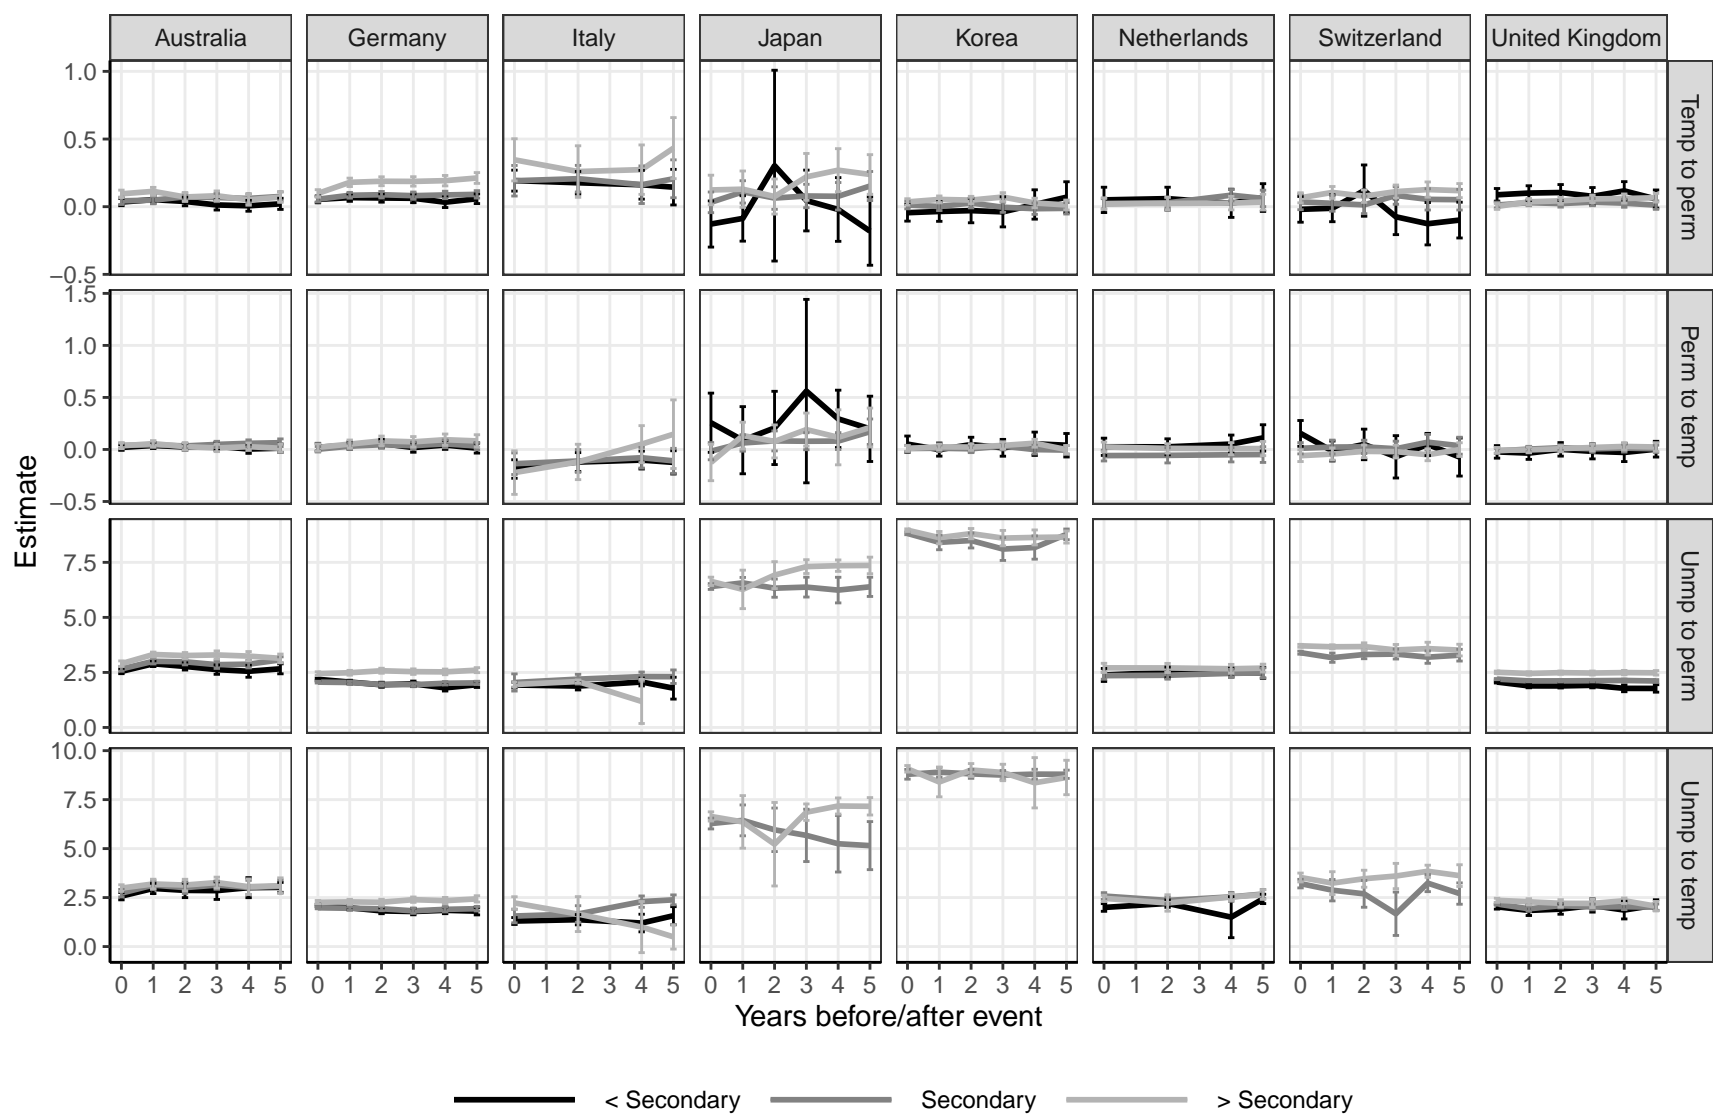 Australia Germany Italy Japan Korea Netherlands Switzerland United Kingdom
1.0
0.5
0.0
−0.5
Temp to perm
1.5
1.0
0.5
0.0
−0.5
Perm to temp
Estimate
7.5
5.0
2.5
0.0
Unmp to perm
10.0
7.5
5.0
2.5
0.0
Unmp to temp
0 1 2 3 4 5 0 1 2 3 4 5 0 1 2 3 4 5 0 1 2 3 4 5 0 1 2 3 4 5 0 1 2 3 4 5 0 1 2 3 4 5 0 1 2 3 4 5
Years before/after event
< Secondary Secondary > Secondary